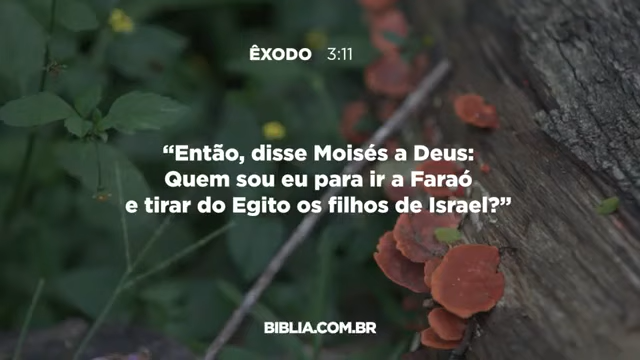 ÊXODO 3:11
“Então, disse Moisés a Deus:
Quem sou eu para ir a Faraó
e tirar do Egito os filhos de Israel?”
BIBLIA.COM.BR